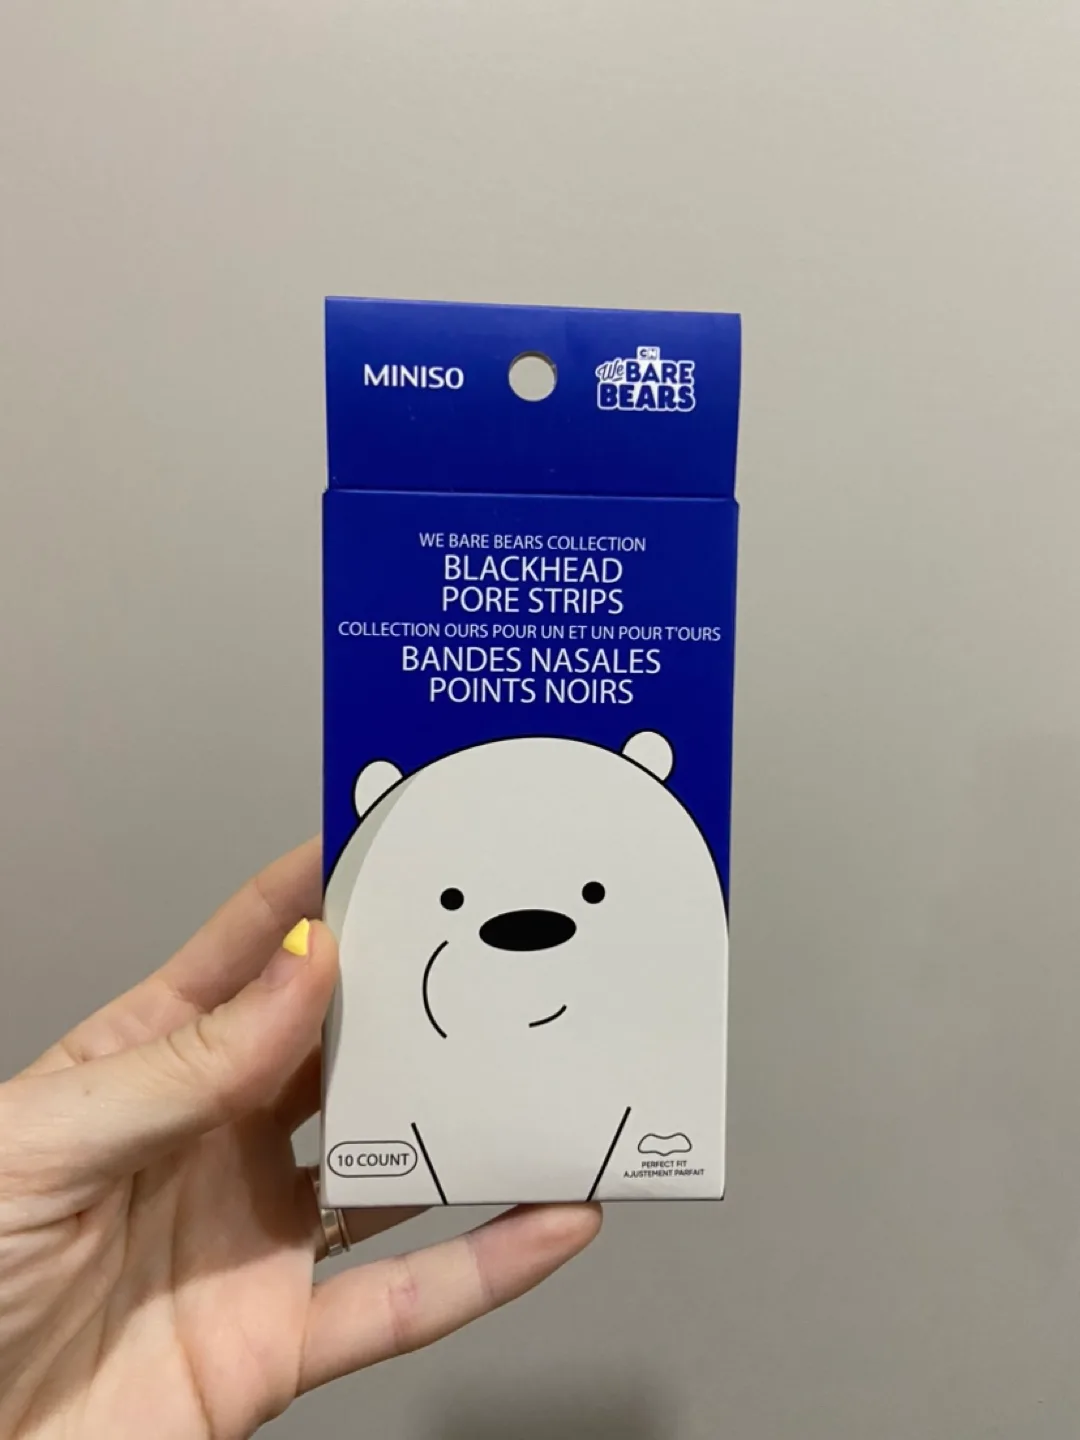 MINISO
CN
We BARE
BEARS
WE BARE BEARS COLLECTION
BLACKHEAD
PORE STRIPS
COLLECTION OURS POUR UN ET UN POUR T'OURS
BANDES NASALES
POINTS NOIRS
10 COUNT
PERFECT FIT
AJUSTEMENT PARFAIT